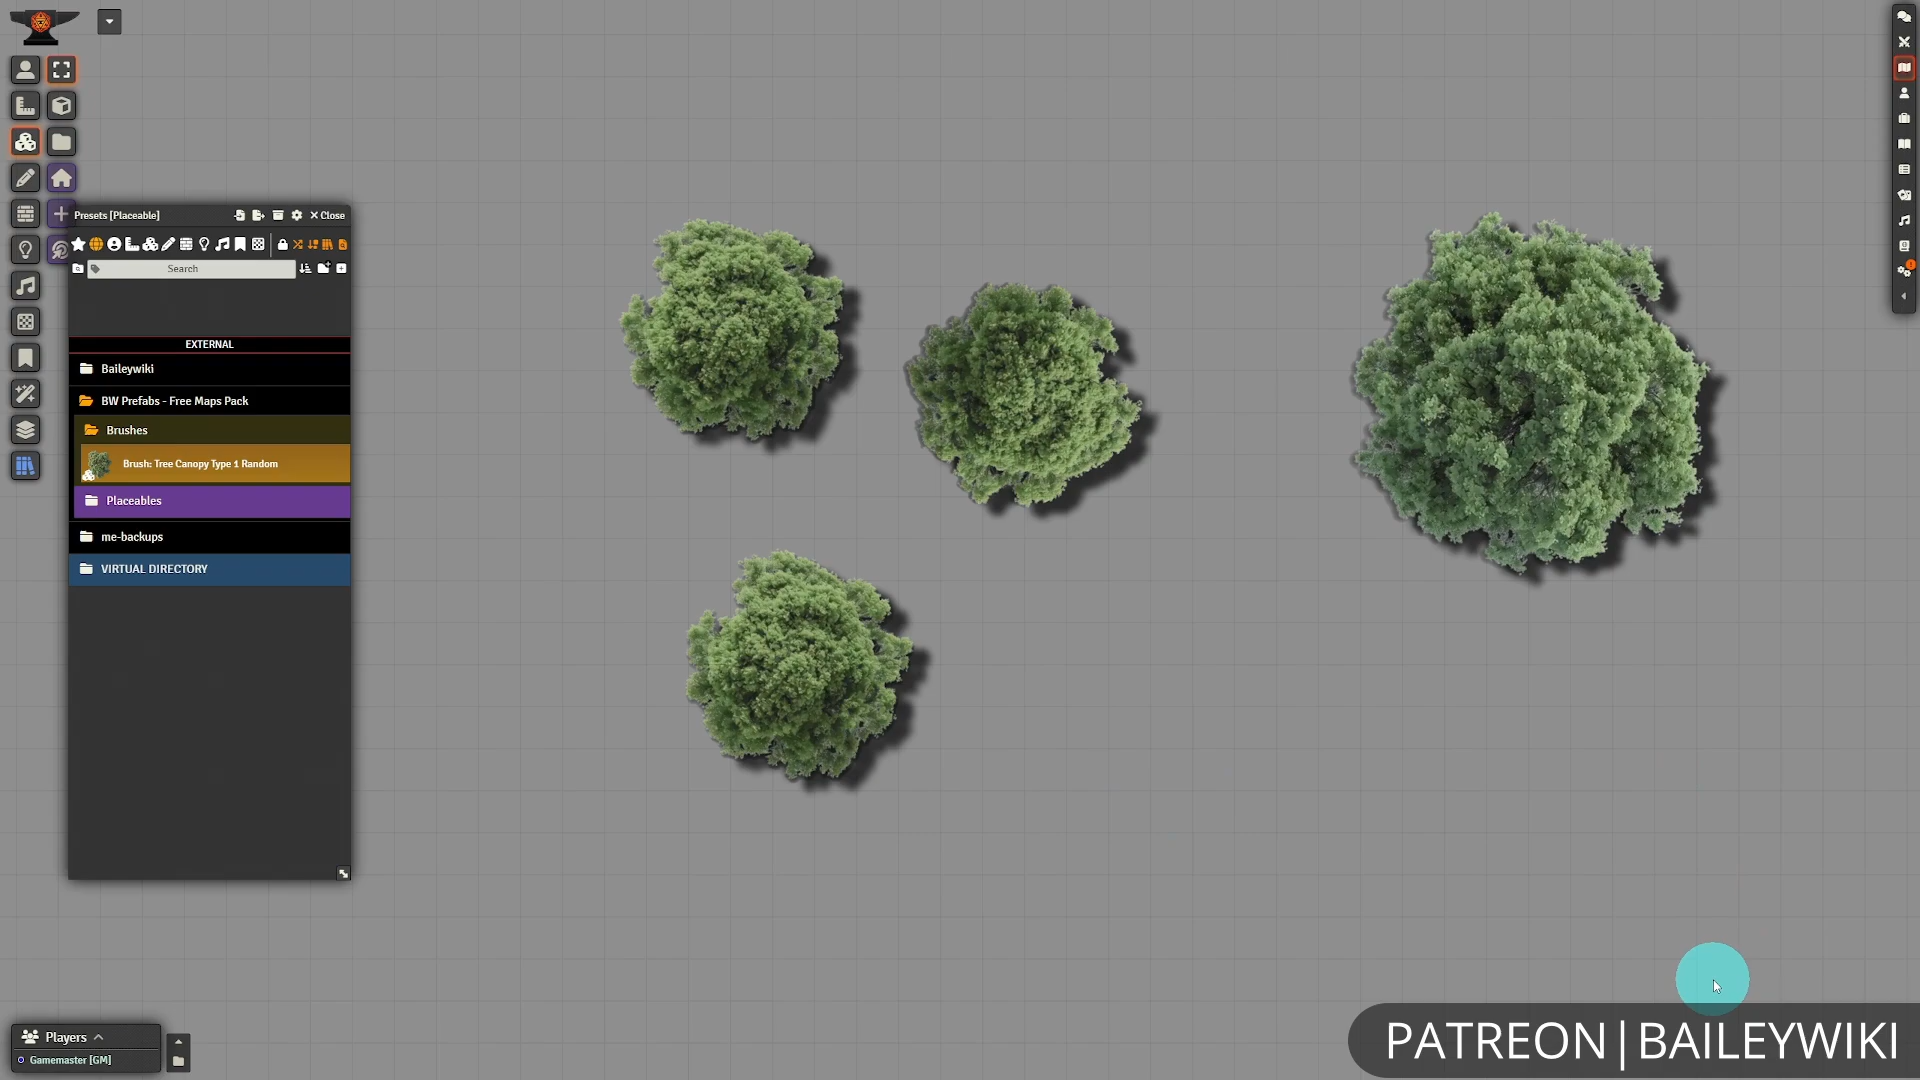 Presets [Placeable]
Close
Search
EXTERNAL
Baileywiki
BW Prefabs - Free Maps Pack
Brushes
Brush: Tree Canopy Type 1 Random
Placeables
me-backups
VIRTUAL DIRECTORY
Players
Gamemaster [GM]
PATREON|BAILEYWIKI